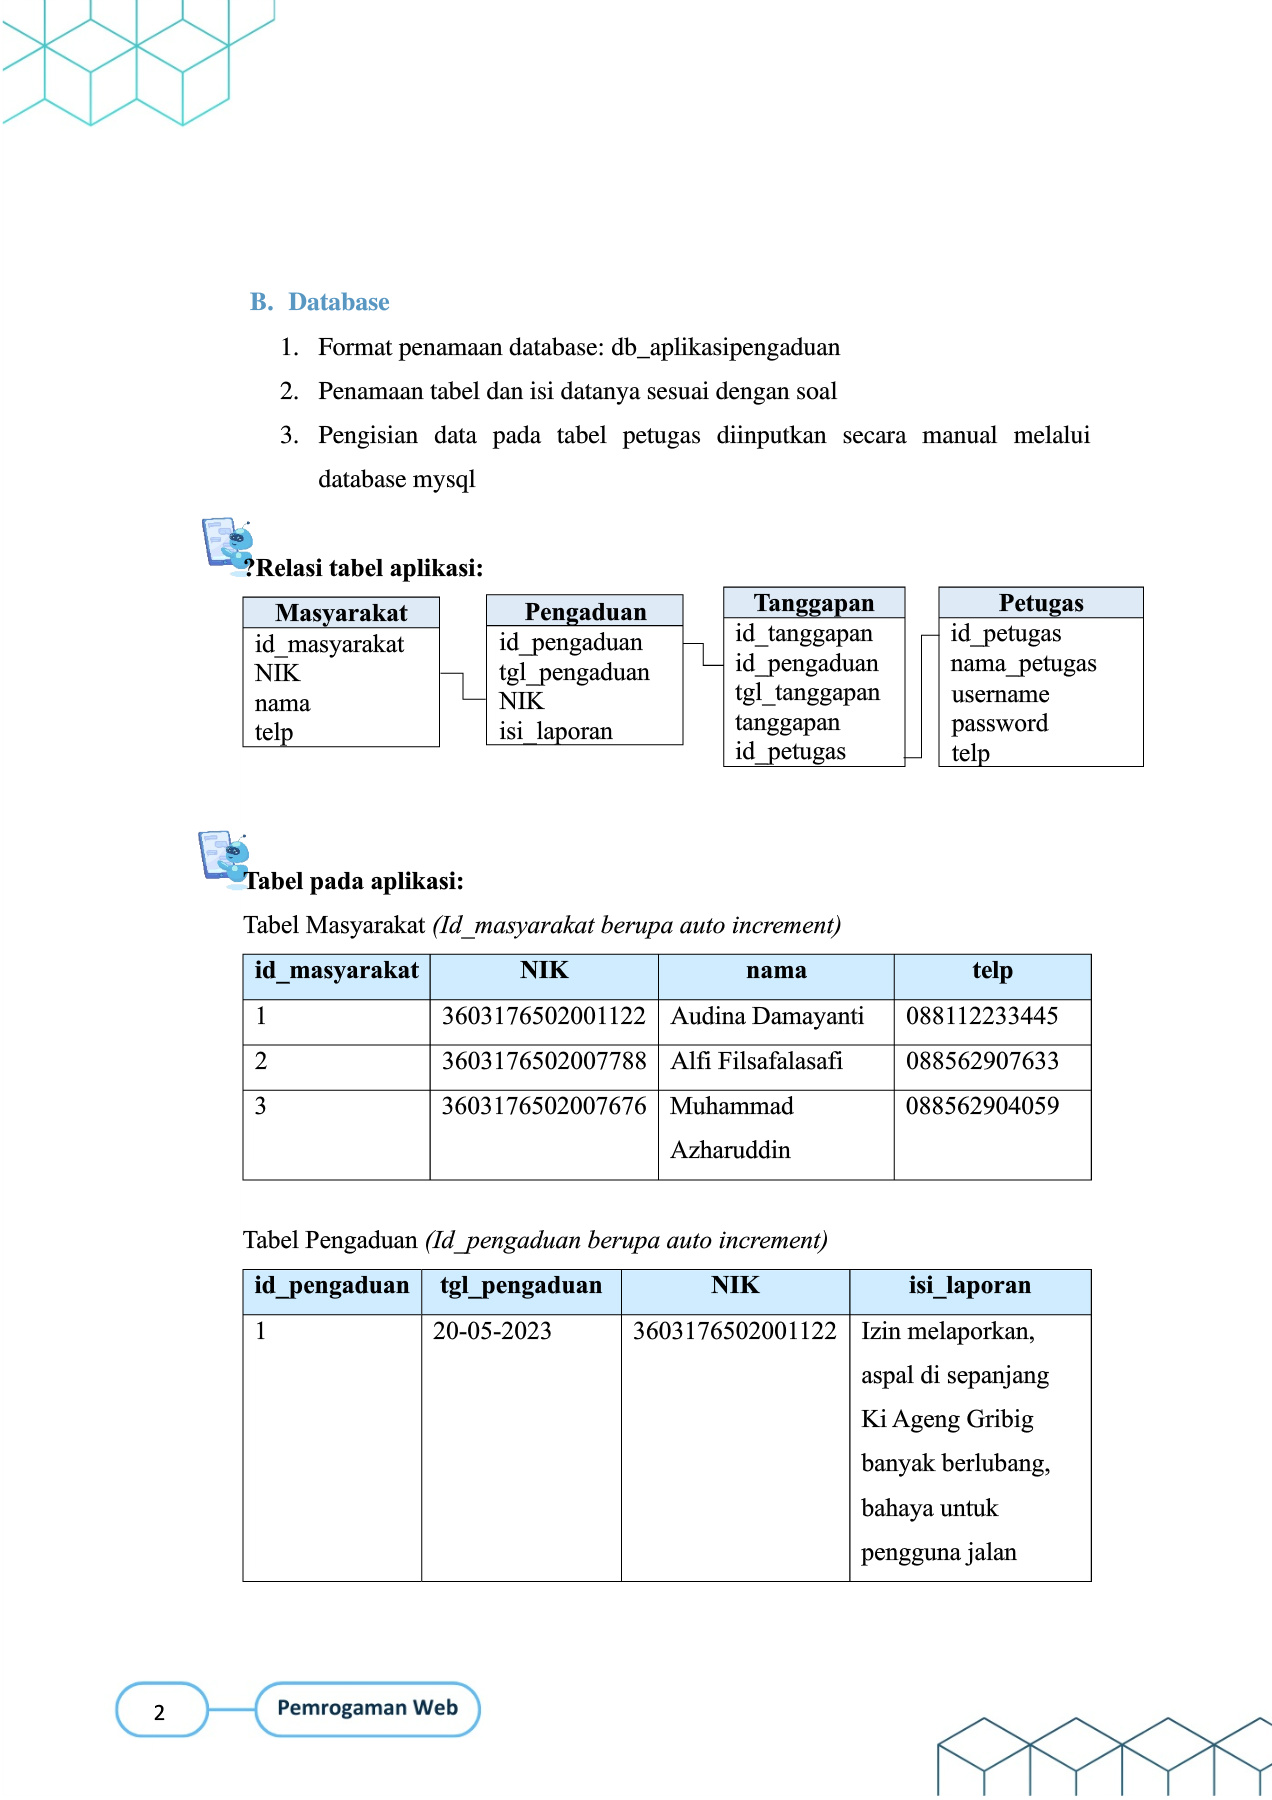 B. Database
1. Format penamaan database: db_aplikasipengaduan
2. Penamaan tabel dan isi datanya sesuai dengan soal
3. Pengisian data pada tabel petugas diinputkan secara manual melalui
database mysql
?Relasi tabel aplikasi:
Masyarakat
id_masyarakat
NIK
nama
telp
Pengaduan
id_pengaduan
tgl_pengaduan
NIK
isi_laporan
Tanggapan
id_tanggapan
id_pengaduan
tgl_tanggapan
tanggapan
id_petugas
Petugas
id_petugas
nama_petugas
username
password
telp
Tabel pada aplikasi:
Tabel Masyarakat (Id_masyarakat berupa auto increment)
id_masyarakat NIK nama telp
1 3603176502001122 Audina Damayanti 088112233445
2 3603176502007788 Alfi Filsafalasafi 088562907633
3 3603176502007676 Muhammad 088562904059
Azharuddin
Tabel Pengaduan (Id_pengaduan berupa auto increment)
id_pengaduan tgl_pengaduan NIK isi_laporan
1 20-05-2023 3603176502001122 Izin melaporkan,
aspal di sepanjang
Ki Ageng Gribig
banyak berlubang,
bahaya untuk
pengguna jalan
2 Pemrogaman Web